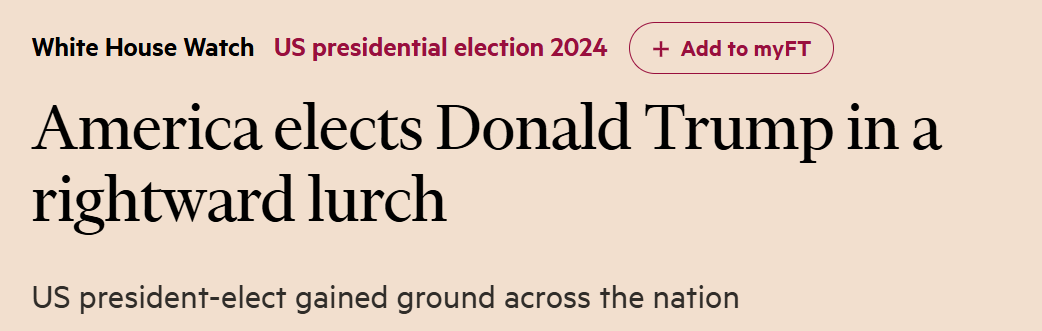 White House Watch US presidential election 2024 + Add to myFT
America elects Donald Trump in a
rightward lurch
US president-elect gained ground across the nation